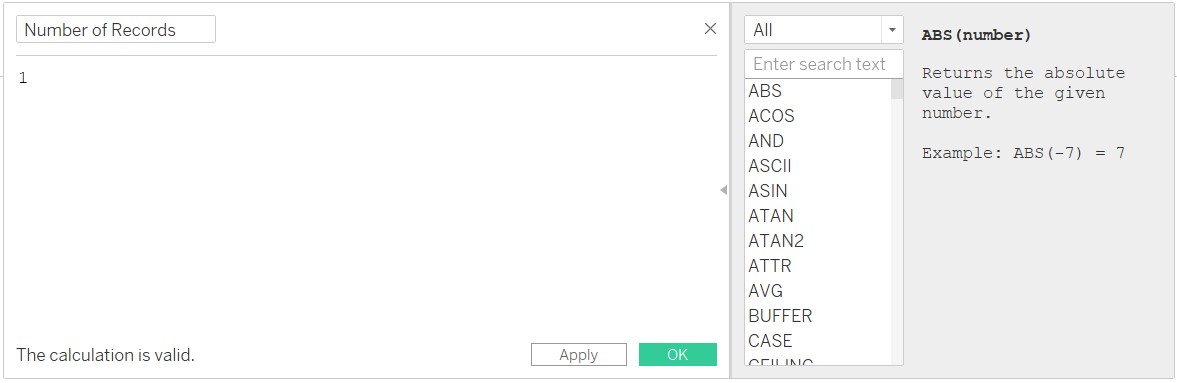 Number of Records
1
The calculation is valid.
Apply
OK
All
Enter search text
ABS
ACOS
AND
ASCII
ASIN
ATAN
ATAN2
ATTR
AVG
BUFFER
CASE
CEILING
ABS(number)
Returns the absolute
value of the given
number.
Example: ABS(-7) = 7